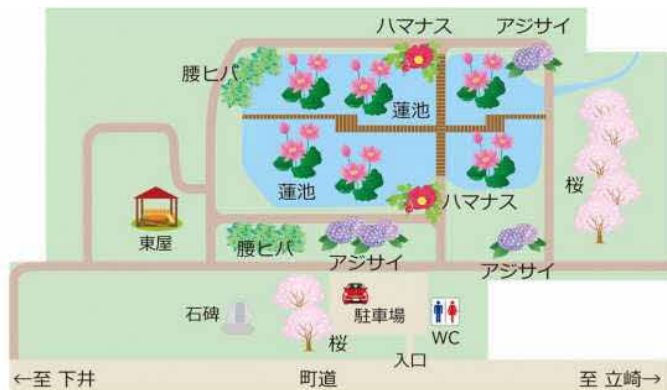 ハマナス
アジサイ
腰ヒバ
蓮池
桜
蓮池
ハマナス
東屋
腰ヒバ
アジサイ
アジサイ
石碑
駐車場
桜
WC
入口
←至 下井
町道
至 立崎→